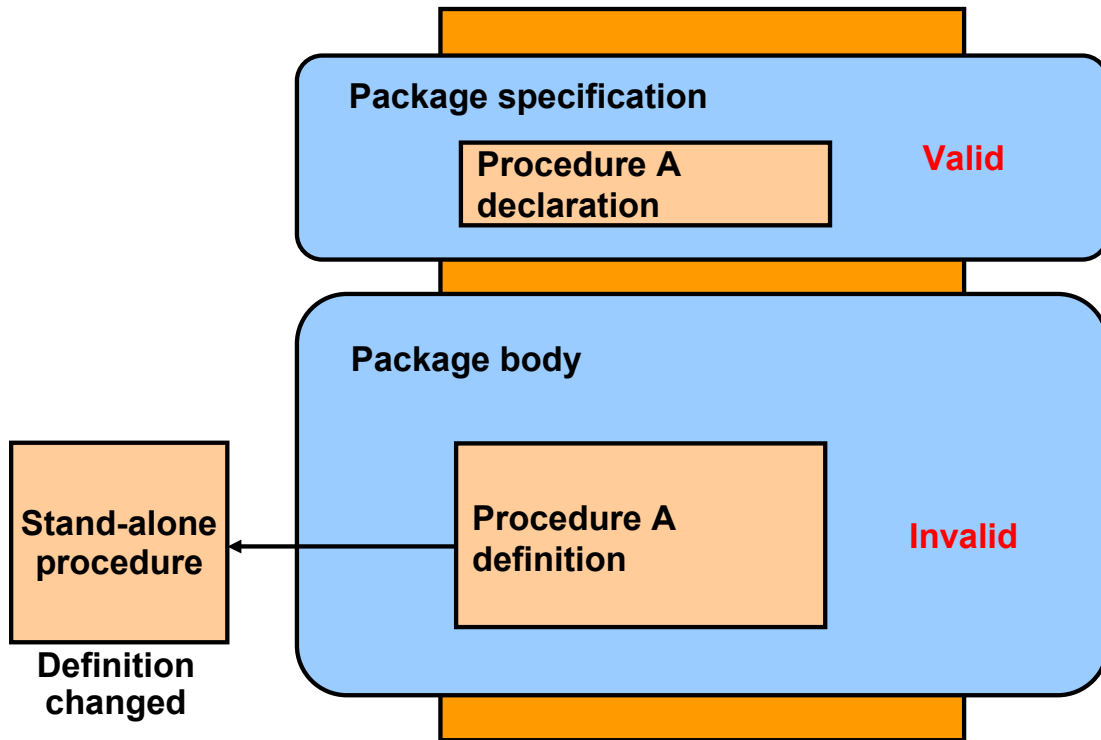 Package specification
Procedure A
declaration
Valid
Package body
Stand-alone
procedure
Procedure A
definition
Invalid
Definition
changed